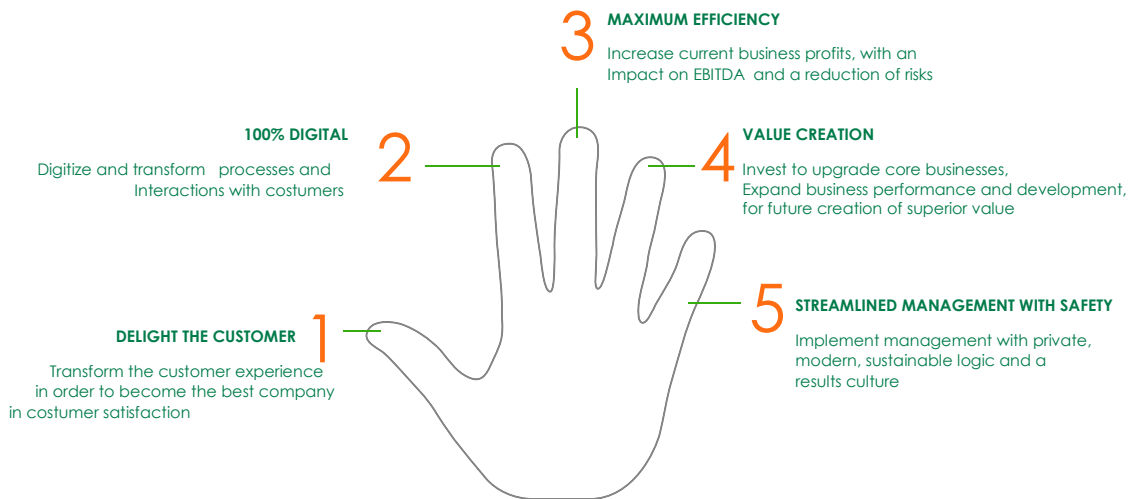 1
DELIGHT THE CUSTOMER
Transform the customer experience
in order to become the best company
in costumer satisfaction
2
100% DIGITAL
Digitize and transform processes and
Interactions with costumers
3
MAXIMUM EFFICIENCY
Increase current business profits, with an
Impact on EBITDA and a reduction of risks
4
VALUE CREATION
Invest to upgrade core businesses,
Expand business performance and development,
for future creation of superior value
5
STREAMLINED MANAGEMENT WITH SAFETY
Implement management with private,
modern, sustainable logic and a
results culture